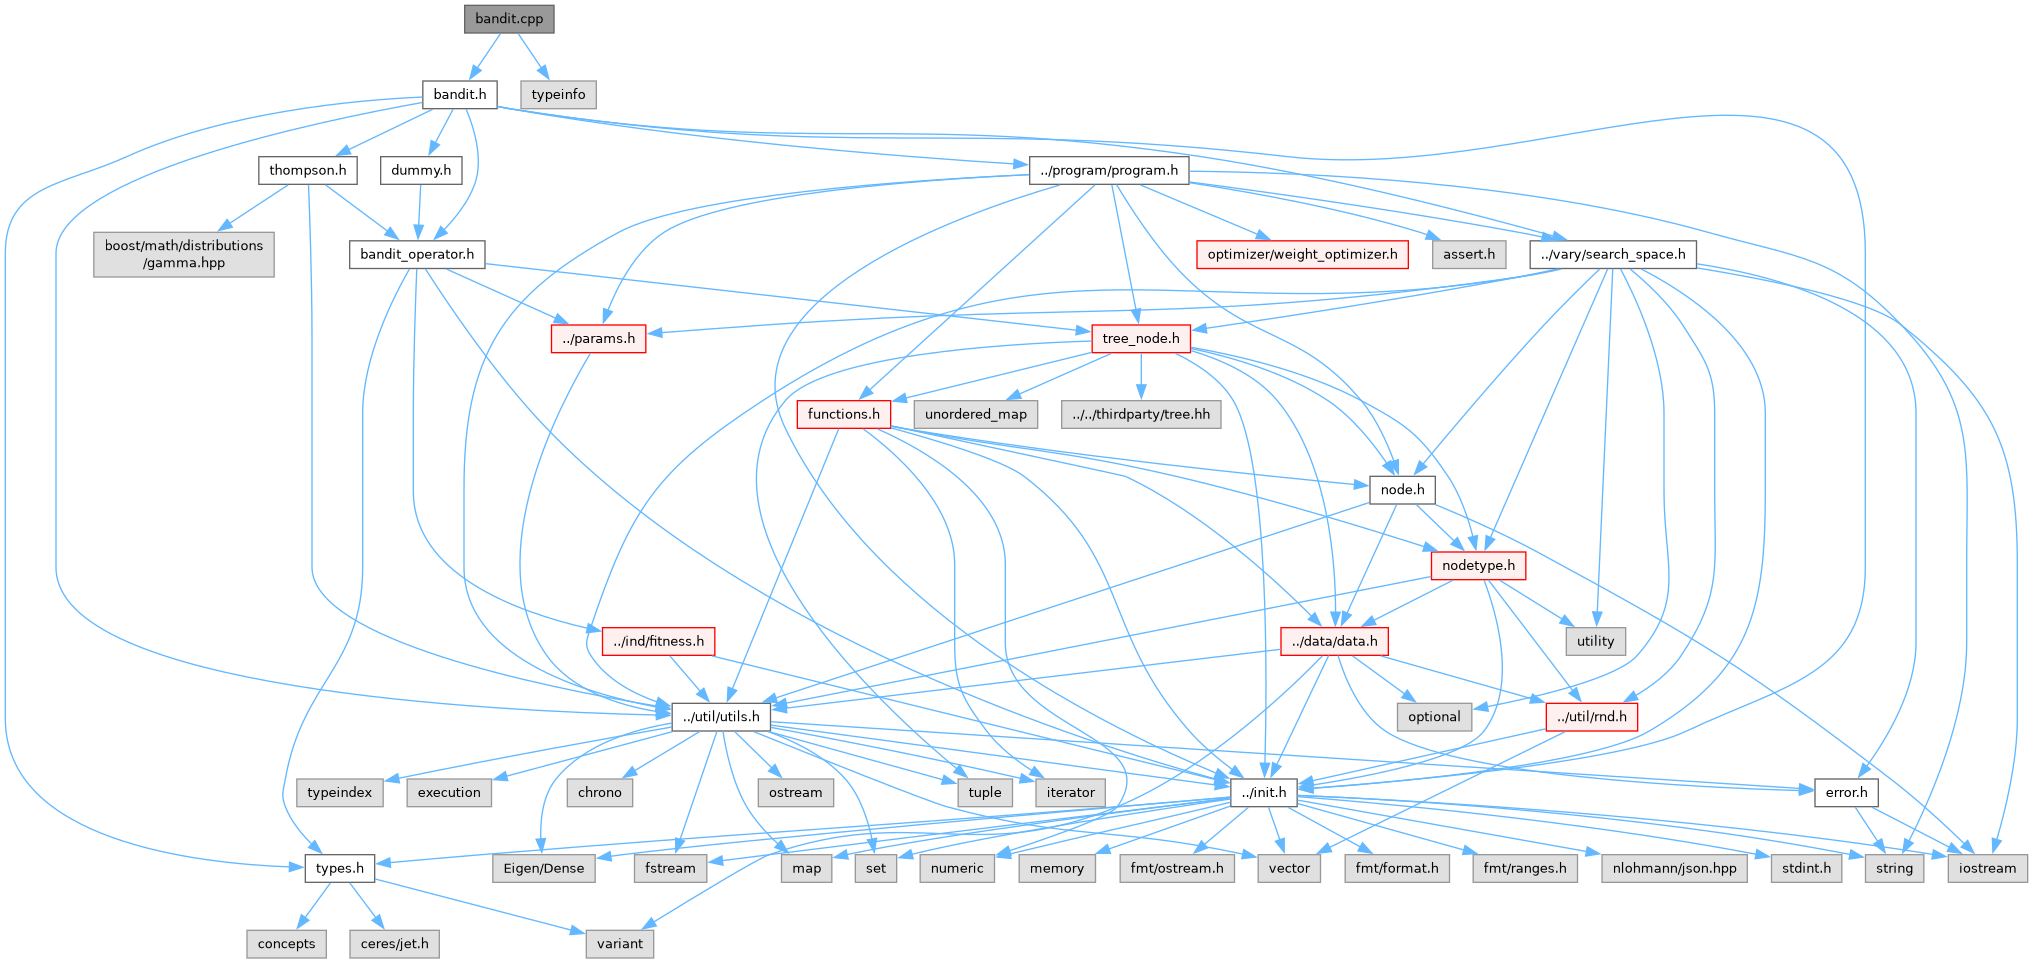 bandit.cpp
bandit.h
typeinfo
thompson.h
dummy.h
../program/program.h
boost/math/distributions
/gamma.hpp
bandit_operator.h
optimizer/weight_optimizer.h
assert.h
../vary/search_space.h
../params.h
tree_node.h
functions.h
unordered_map
../../thirdparty/tree.hh
node.h
nodetype.h
../ind/fitness.h
../data/data.h
utility
../util/utils.h
optional
../util/rnd.h
typeindex
execution
chrono
ostream
tuple
iterator
../init.h
error.h
types.h
Eigen/Dense
fstream
map
set
numeric
memory
fmt/ostream.h
vector
fmt/format.h
fmt/ranges.h
nlohmann/json.hpp
stdint.h
string
iostream
concepts
ceres/jet.h
variant